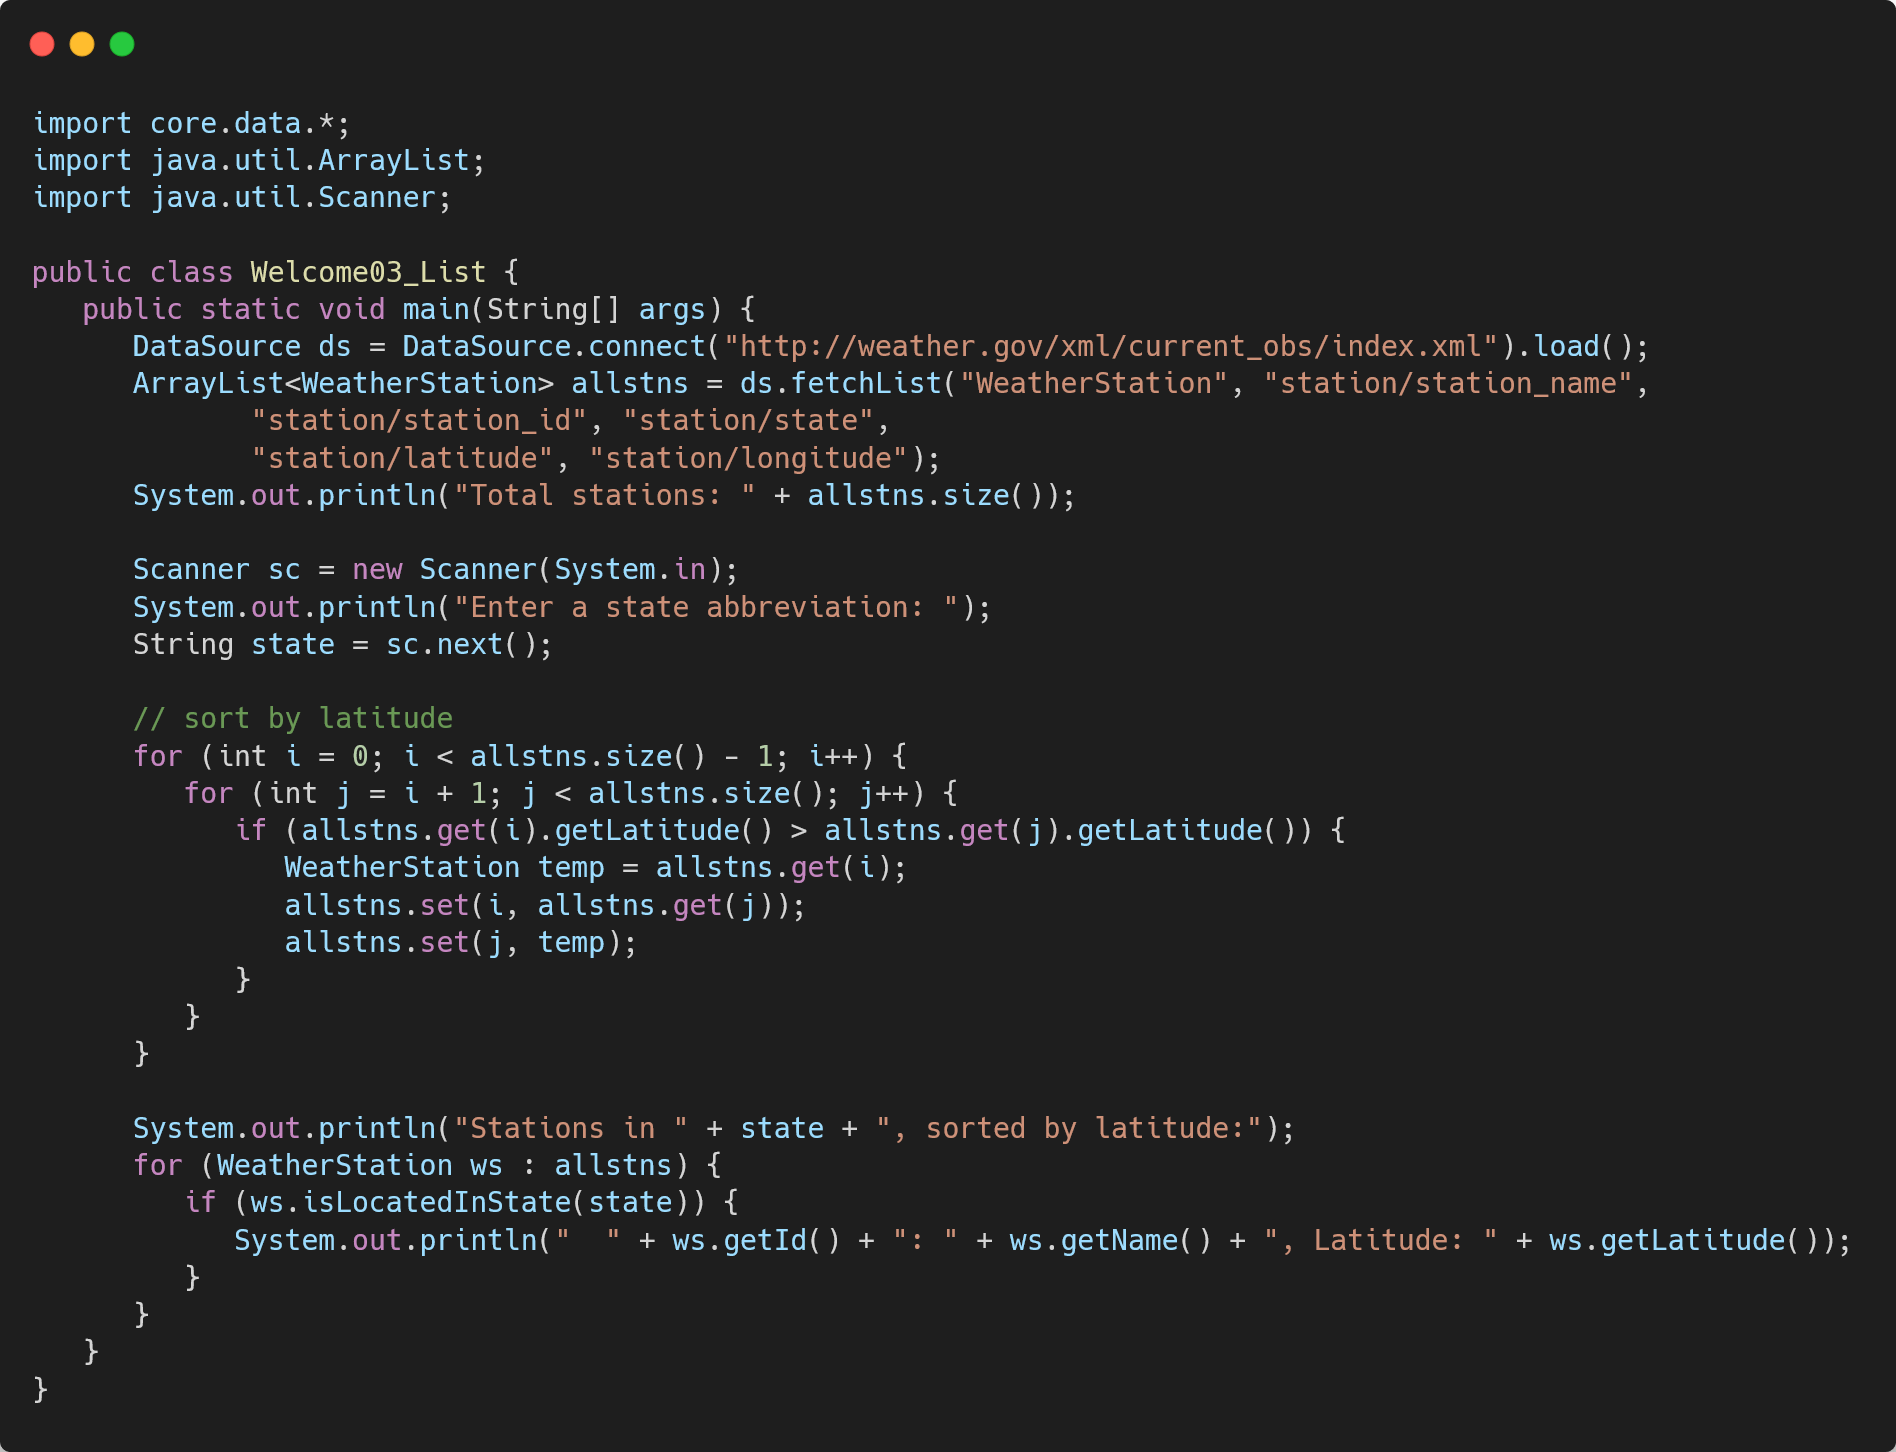 import core.data.*;
import java.util.ArrayList;
import java.util.Scanner;

public class Welcome03_List {
   public static void main(String[] args) {
      DataSource ds = DataSource.connect("http://weather.gov/xml/current_obs/index.xml").load();
      ArrayList<WeatherStation> allstns = ds.fetchList("WeatherStation", "station/station_name",
             "station/station_id", "station/state",
             "station/latitude", "station/longitude");
      System.out.println("Total stations: " + allstns.size());

      Scanner sc = new Scanner(System.in);
      System.out.println("Enter a state abbreviation: ");
      String state = sc.next();

      // sort by latitude
      for (int i = 0; i < allstns.size() - 1; i++) {
         for (int j = i + 1; j < allstns.size(); j++) {
            if (allstns.get(i).getLatitude() > allstns.get(j).getLatitude()) {
               WeatherStation temp = allstns.get(i);
               allstns.set(i, allstns.get(j));
               allstns.set(j, temp);
            }
         }
      }

      System.out.println("Stations in " + state + ", sorted by latitude:");
      for (WeatherStation ws : allstns) {
         if (ws.isLocatedInState(state)) {
            System.out.println("  " + ws.getId() + ": " + ws.getName() + ", Latitude: " + ws.getLatitude());
         }
      }
   }
}